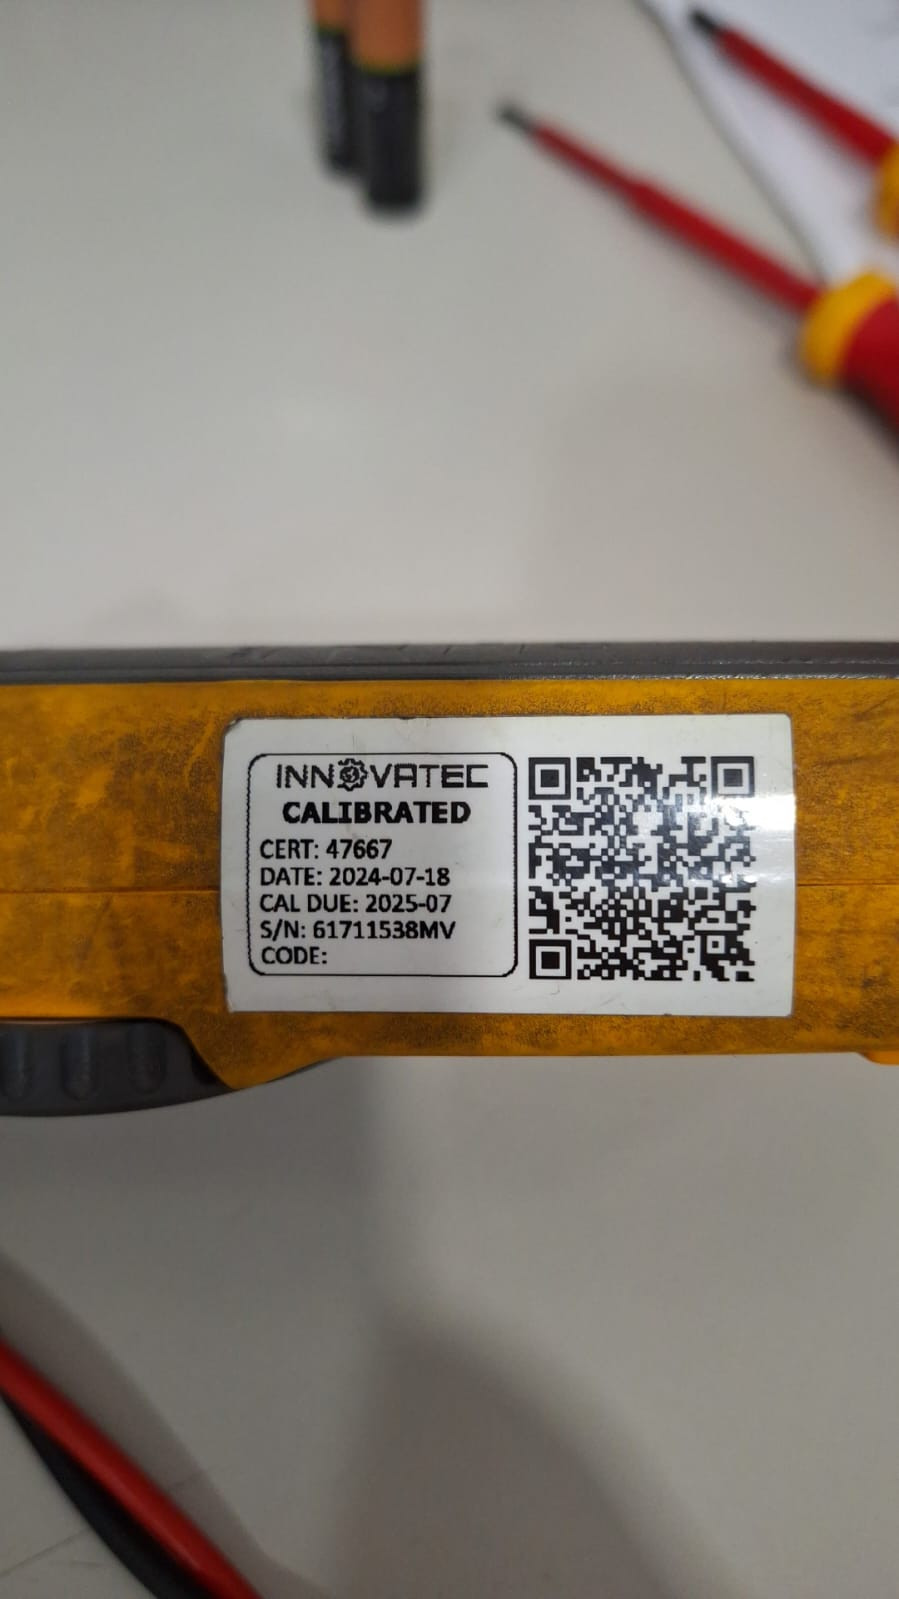 INNOVATEC
CALIBRATED
CERT: 47667
DATE: 2024-07-18
CAL DUE: 2025-07
S/N: 61711538MV
CODE: